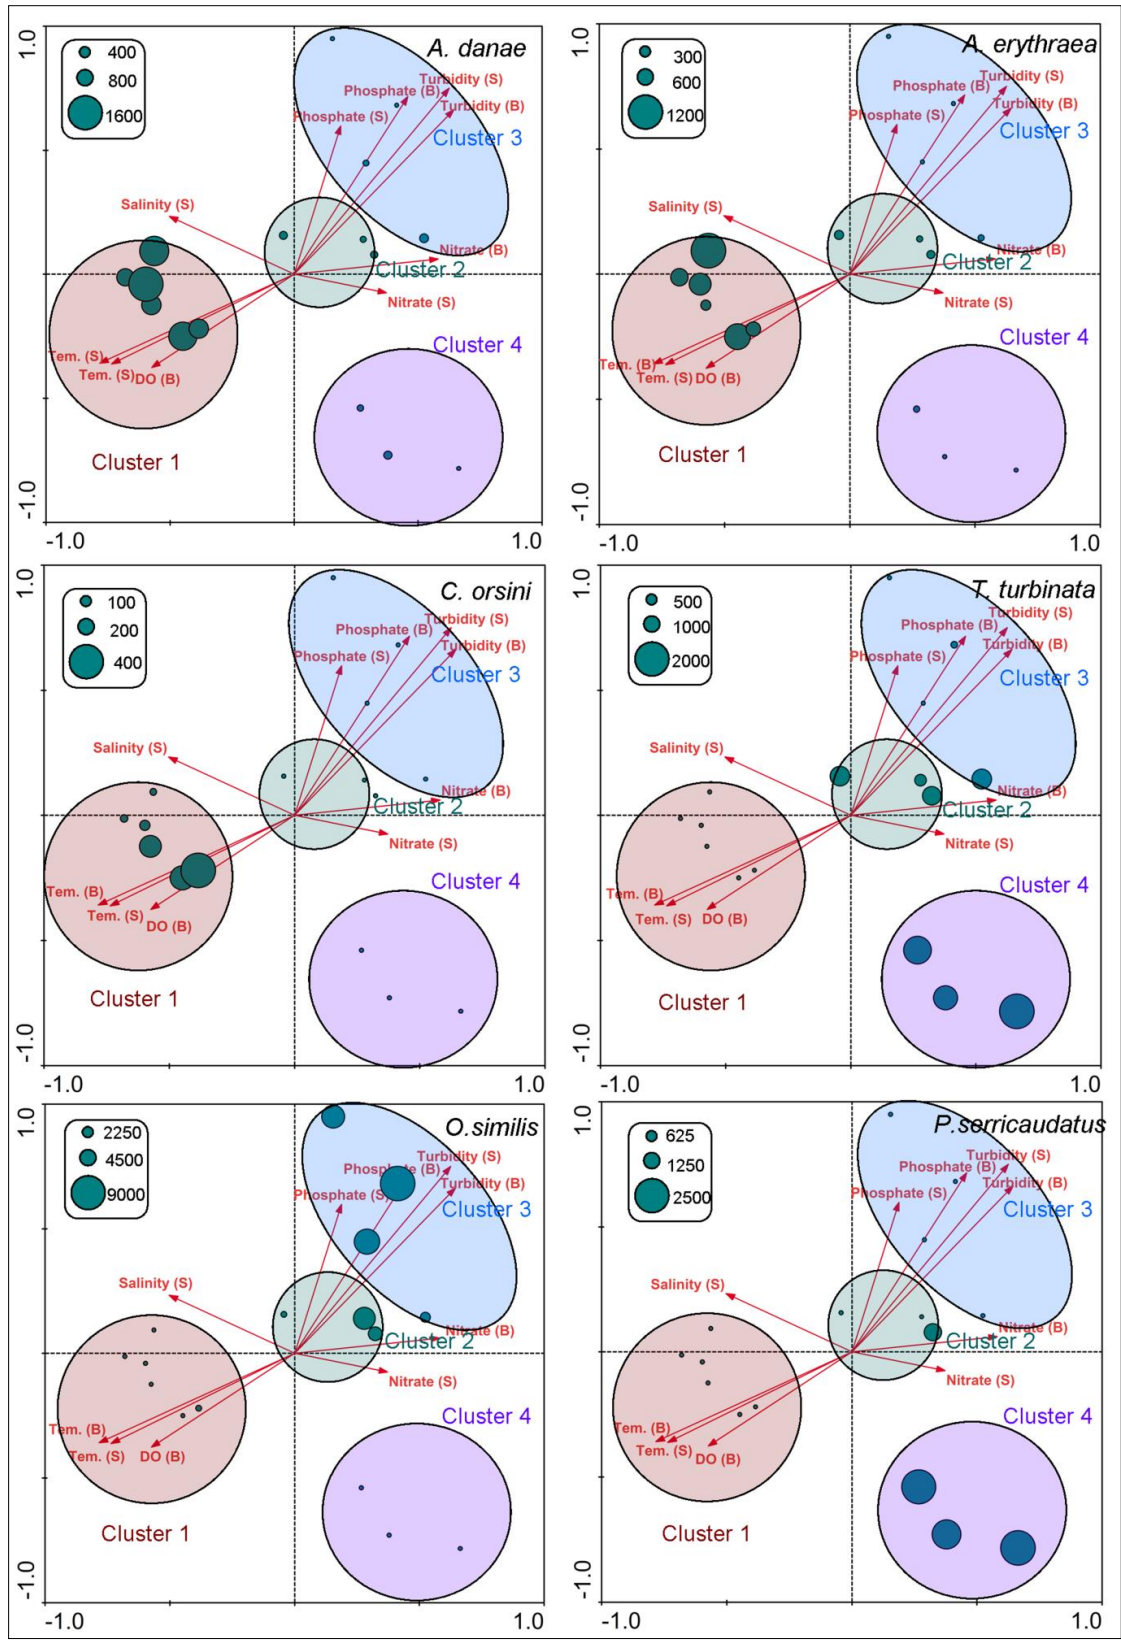 1.0
400
800
1600
A. danae
Turbidity (S)
Phosphate (B)
Turbidity (B)
Phosphate (S)
Cluster 3
Salinity (S)
Nitrate (B)
Cluster 2
Nitrate (S)
Cluster 4
Tem. (S)
Tem. (S) DO (B)
Cluster 1
-1.0
-1.0
1.0
1.0
300
600
1200
A. erythraea
Turbidity (S)
Phosphate (B)
Turbidity (B)
Phosphate (S)
Cluster 3
Salinity (S)
Nitrate (B)
Cluster 2
Nitrate (S)
Cluster 4
Tem. (B)
Tem. (S) DO (B)
Cluster 1
-1.0
-1.0
1.0
1.0
100
200
400
C. orsini
Turbidity (S)
Phosphate (B)
Turbidity (B)
Phosphate (S)
Cluster 3
Salinity (S)
Nitrate (B)
Cluster 2
Nitrate (S)
Cluster 4
Tem. (B)
Tem. (S)
DO (B)
Cluster 1
-1.0
-1.0
1.0
1.0
500
1000
2000
T. turbinata
Turbidity (S)
Phosphate (B)
Turbidity (B)
Phosphate (S)
Cluster 3
Salinity (S)
Nitrate (B)
Cluster 2
Nitrate (S)
Cluster 4
Tem. (B)
Tem. (S) DO (B)
Cluster 1
-1.0
-1.0
1.0
1.0
2250
4500
9000
O.similis
Turbidity (S)
Phosphate (B)
Turbidity (B)
Phosphate (S)
Cluster 3
Salinity (S)
Nitrate (B)
Cluster 2
Nitrate (S)
Cluster 4
Tem. (B)
Tem. (S) DO (B)
Cluster 1
-1.0
-1.0
1.0
1.0
625
1250
2500
P.serricaudatus
Turbidity (S)
Phosphate (B)
Turbidity (B)
Phosphate (S)
Cluster 3
Salinity (S)
Nitrate (B)
Cluster 2
Nitrate (S)
Cluster 4
Tem. (B)
Tem. (S)
DO (B)
Cluster 1
-1.0
-1.0
1.0